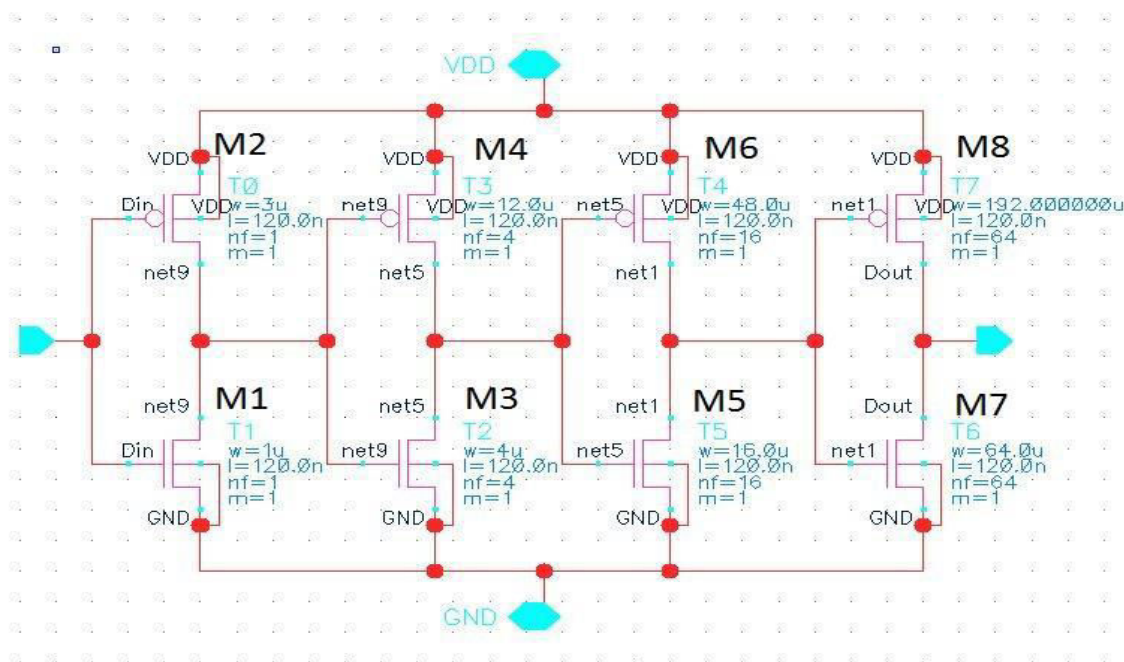 VDD
M2
VDD
T0
Din
VDD
w=3u
l=120.0n
nf=1
m=1
net9
M4
VDD
T3
net9
VDD
w=12.0u
l=120.0n
nf=4
m=1
net5
M6
VDD
T4
net5
VDD
w=48.0u
l=120.0n
nf=16
m=1
net1
M8
VDD
T7
net1
VDD
w=192.000000u
l=120.0n
nf=64
m=1
Dout
net9
M1
T1
Din
w=1u
l=120.0n
nf=1
m=1
GND
net5
M3
T2
net9
w=4u
l=120.0n
nf=4
m=1
GND
net1
M5
T5
net5
w=16.0u
l=120.0n
nf=16
m=1
GND
Dout
M7
T6
net1
w=64.0u
l=120.0n
nf=64
m=1
GND
GND